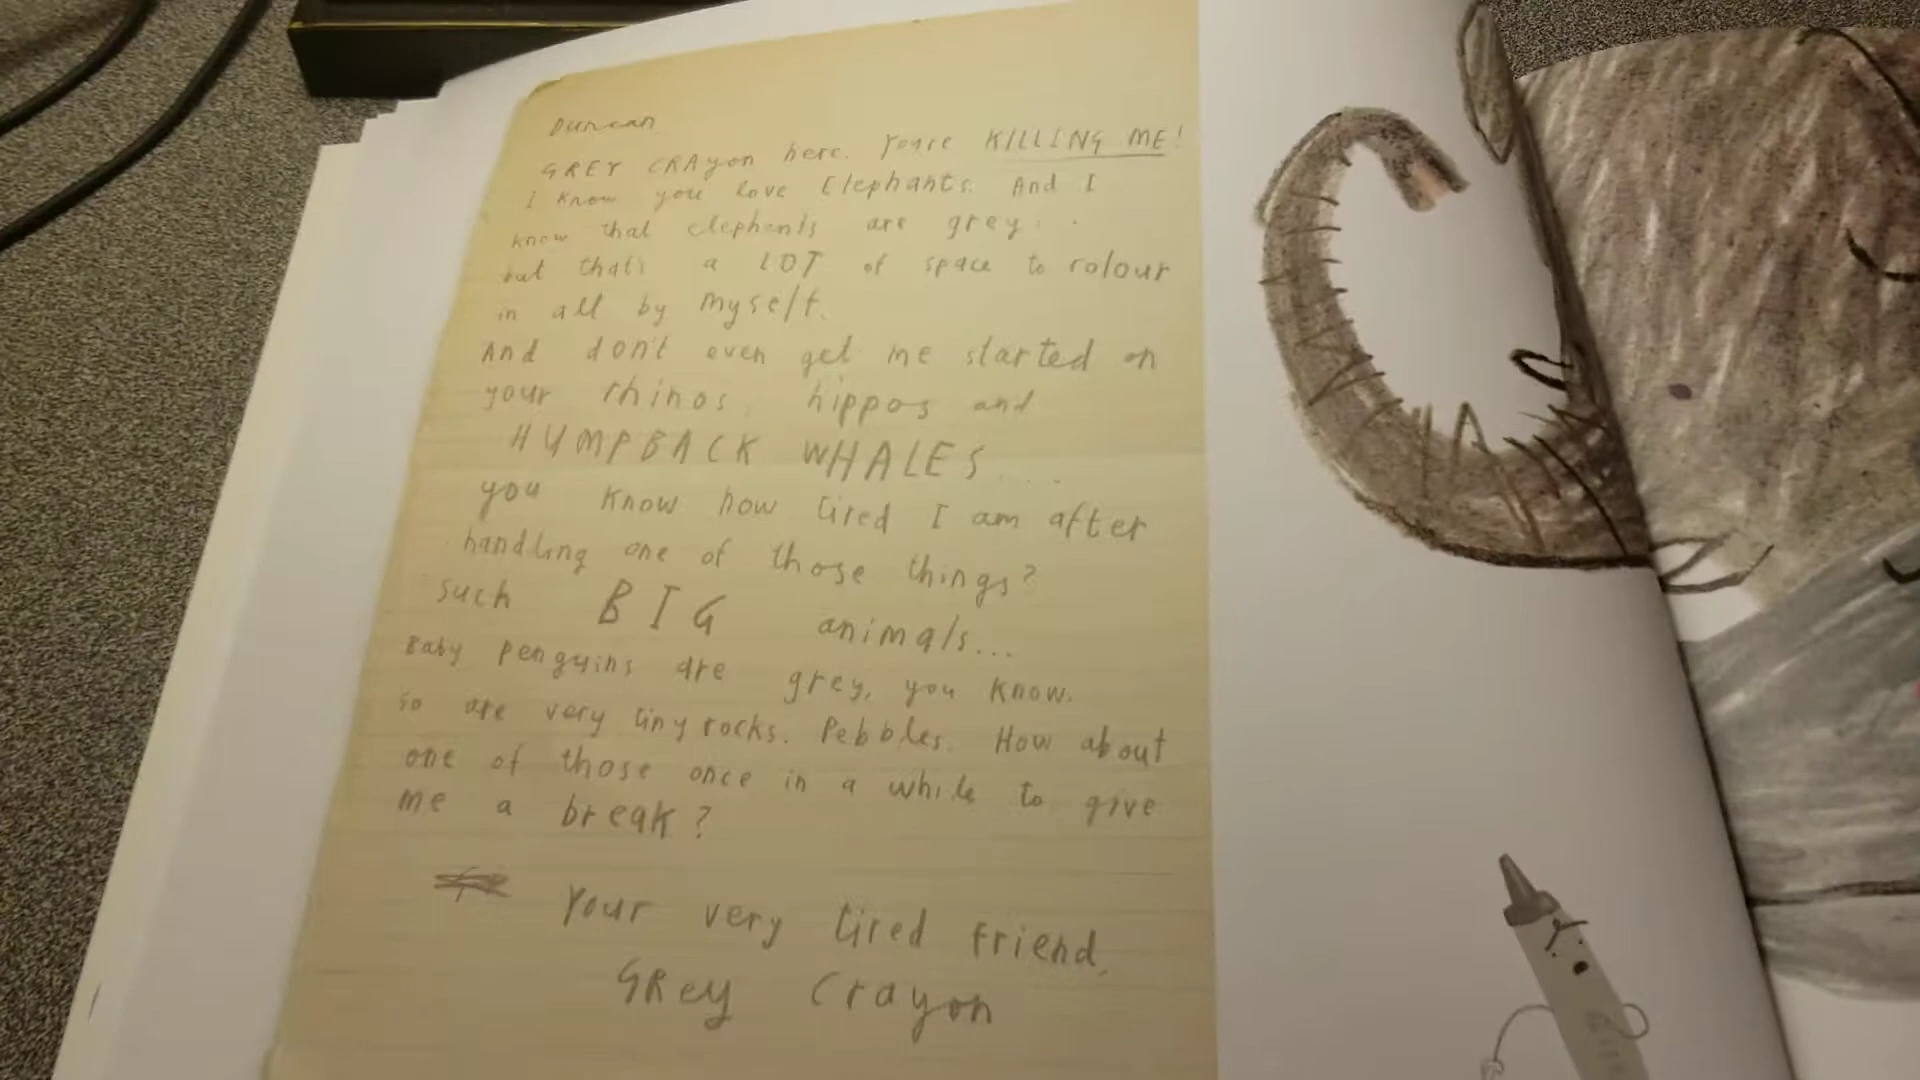 Duncan
GREY CRAyon here. You're KILLING ME!
I know you love Elephants. And I
know that elephants are grey..
but that's a LOT of space to colour
in all by myself.
And don't even get me started on
your rhinos, hippos and
HUMPBACK WHALES...
you know how tired I am after
handling one of those things?
such BIG animals...
Baby penguins are grey, you know.
So are very tiny rocks. Pebbles. How about
one of those once in a while to give
me a break?
Your very tired friend,
GRey Crayon